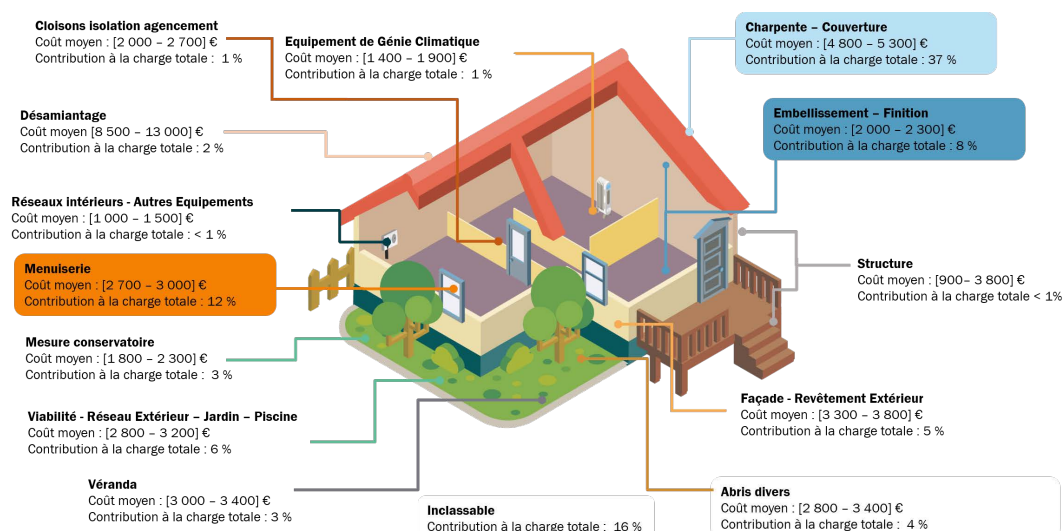 Cloisons isolation agencement
Coût moyen : [2 000 – 2 700] €
Contribution à la charge totale : 1 %
Equipement de Génie Climatique
Coût moyen : [1 400 – 1 900] €
Contribution à la charge totale : 1 %
Charpente – Couverture
Coût moyen : [4 800 – 5 300] €
Contribution à la charge totale : 37 %
Désamiantage
Coût moyen [8 500 – 13 000] €
Contribution à la charge totale : 2 %
Embellissement – Finition
Coût moyen : [2 000 – 2 300] €
Contribution à la charge totale : 8 %
Réseaux intérieurs - Autres Equipements
Coût moyen : [1 000 – 1 500] €
Contribution à la charge totale : < 1 %
Menuiserie
Coût moyen : [2 700 – 3 000] €
Contribution à la charge totale : 12 %
Structure
Coût moyen : [900– 3 800] €
Contribution à la charge totale < 1%
Mesure conservatoire
Coût moyen : [1 800 – 2 300] €
Contribution à la charge totale : 3 %
Façade - Revêtement Extérieur
Coût moyen : [3 300 – 3 800] €
Contribution à la charge totale : 5 %
Viabilité - Réseau Extérieur – Jardin – Piscine
Coût moyen : [2 800 – 3 200] €
Contribution à la charge totale : 6 %
Véranda
Coût moyen : [3 000 – 3 400] €
Contribution à la charge totale : 3 %
Inclassable
Contribution à la charge totale : 16 %
Abris divers
Coût moyen : [2 800 – 3 400] €
Contribution à la charge totale : 4 %